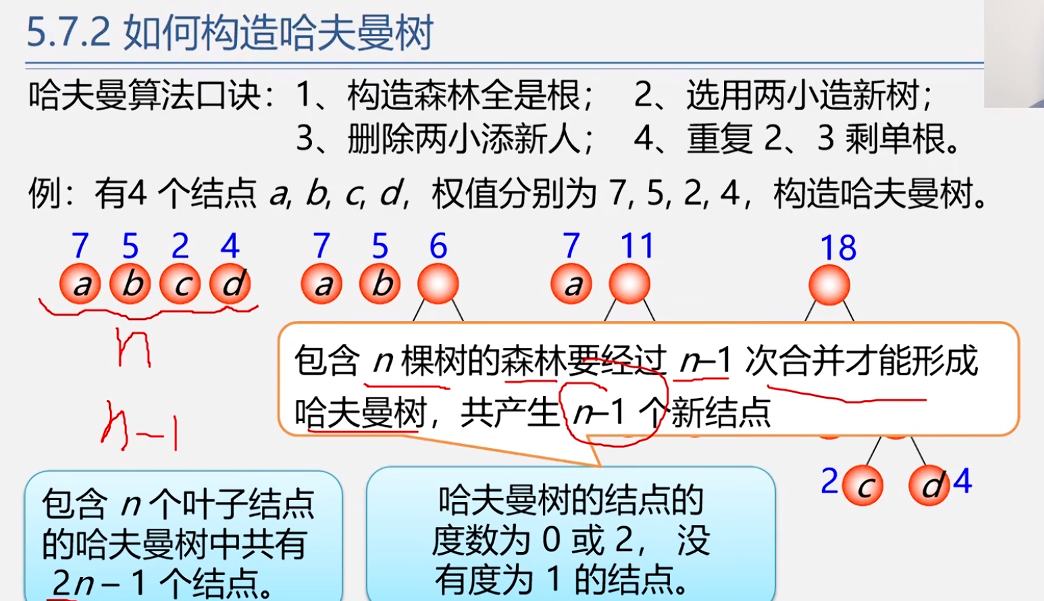 5.7.2 如何构造哈夫曼树
哈夫曼算法口诀：1、构造森林全是根； 2、选用两小造新树；
3、删除两小添新人； 4、重复 2、3 剩单根。
例：有4 个结点 a, b, c, d，权值分别为 7, 5, 2, 4，构造哈夫曼树。
7 5 2 4 7 5 6 7 11 18
a b c d a b a
n
包含 n 棵树的森林要经过 n–1 次合并才能形成
哈夫曼树，共产生 n–1 个新结点
n-1
2 c d 4
包含 n 个叶子结点
的哈夫曼树中共有
2n – 1 个结点。
哈夫曼树的结点的
度数为 0 或 2， 没
有度为 1 的结点。